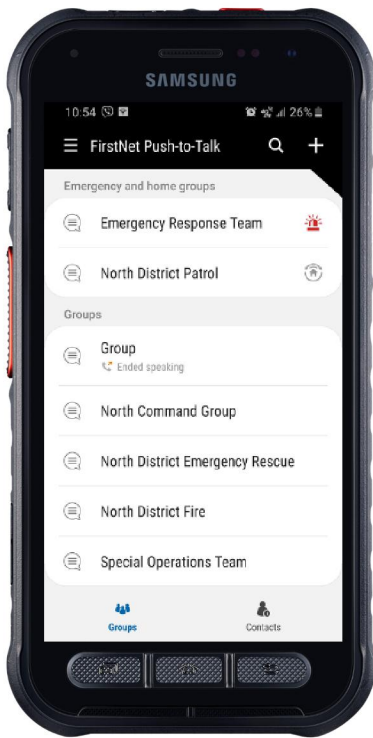 SAMSUNG
10:54 26%
FirstNet Push-to-Talk
Emergency and home groups
Emergency Response Team
North District Patrol
Groups
Group
Ended speaking
North Command Group
North District Emergency Rescue
North District Fire
Special Operations Team
Groups Contacts